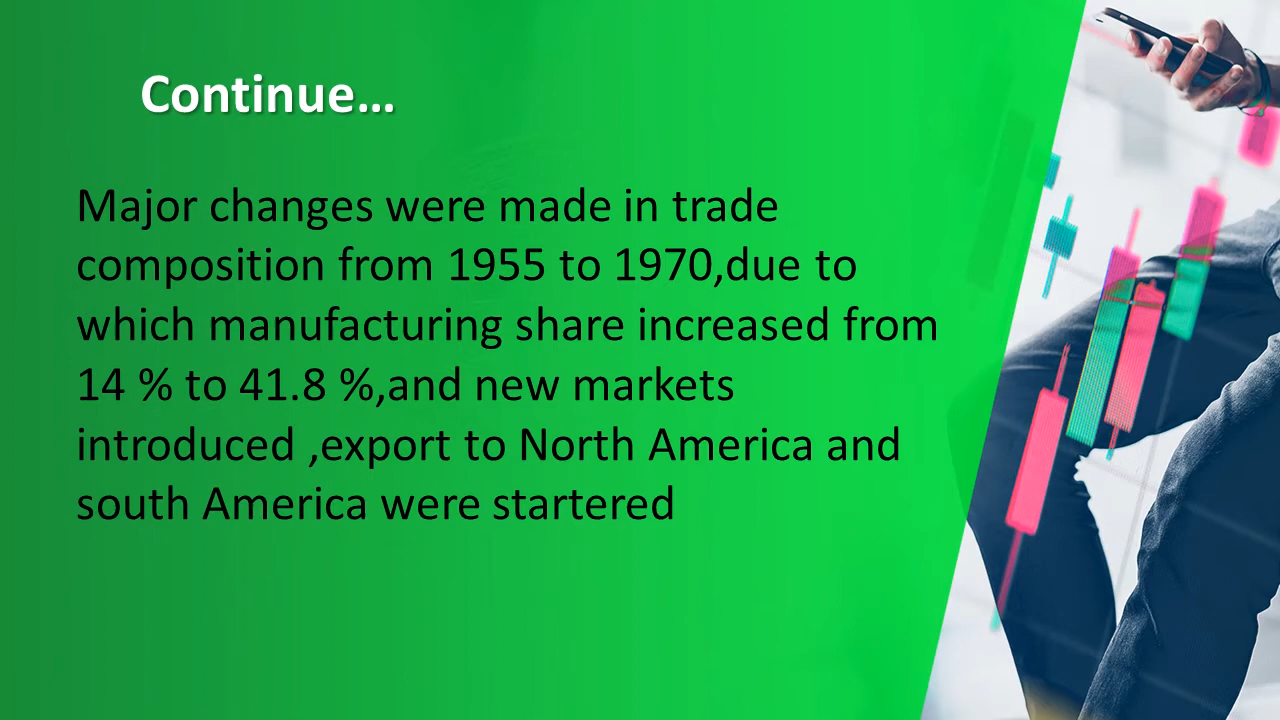 Continue…
Major changes were made in trade
composition from 1955 to 1970,due to
which manufacturing share increased from
14 % to 41.8 %,and new markets
introduced ,export to North America and
south America were startered